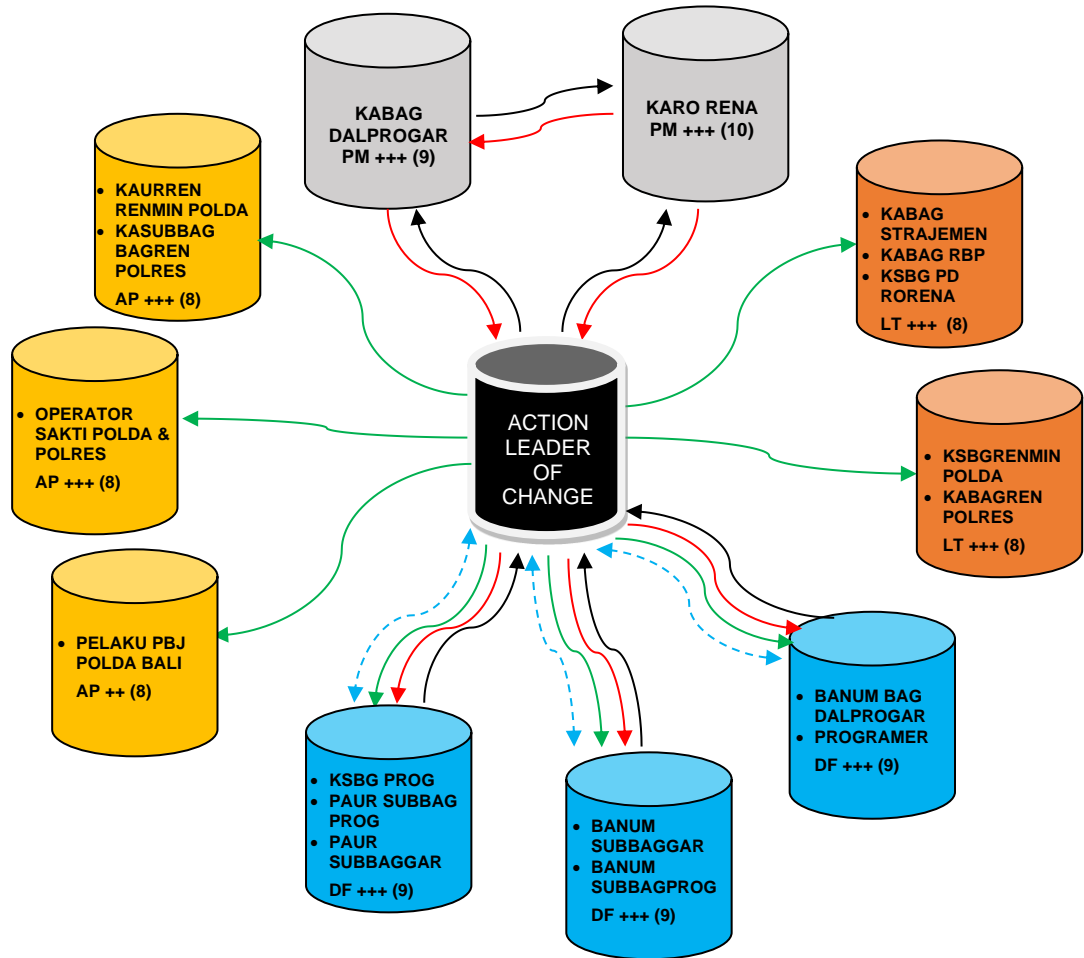 KABAG
DALPROGAR
PM +++ (9)
KARO RENA
PM +++ (10)
• KAURREN
RENMIN POLDA
• KASUBBAG
BAGREN
POLRES
AP +++ (8)
• KABAG
STRAJEMEN
• KABAG RBP
• KSBG PD
RORENA
LT +++ (8)
• OPERATOR
SAKTI POLDA &
POLRES
AP +++ (8)
ACTION
LEADER
OF
CHANGE
• KSBGRENMIN
POLDA
• KABAGREN
POLRES
LT +++ (8)
• PELAKU PBJ
POLDA BALI
AP ++ (8)
• KSBG PROG
• PAUR SUBBAG
PROG
• PAUR
SUBBAGGAR
DF +++ (9)
• BANUM
SUBBAGGAR
• BANUM
SUBBAGPROG
DF +++ (9)
• BANUM BAG
DALPROGAR
• PROGRAMER
DF +++ (9)